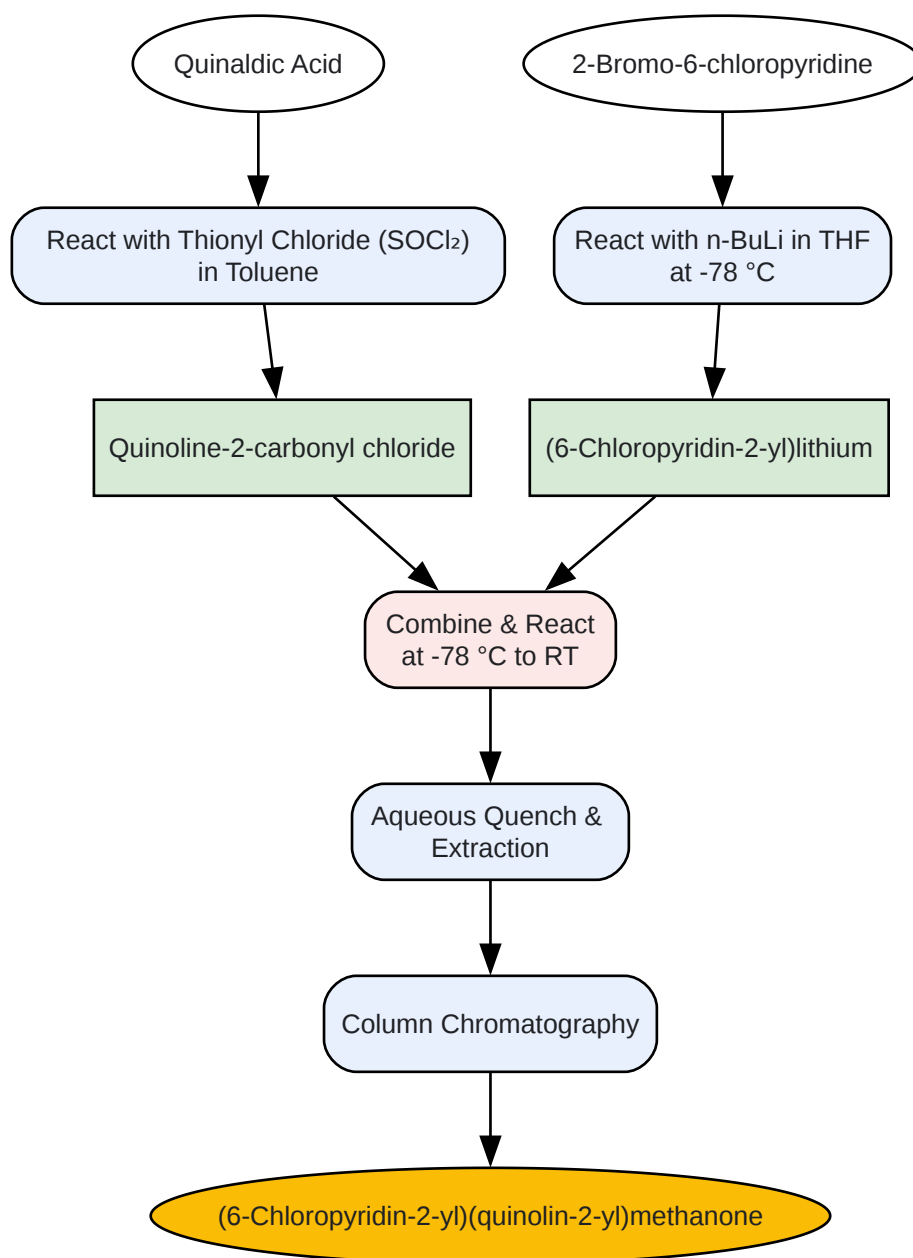 Quinaldic Acid
2-Bromo-6-chloropyridine
React with Thionyl Chloride (SOCl₂)
in Toluene
React with n-BuLi in THF
at -78 °C
Quinoline-2-carbonyl chloride
(6-Chloropyridin-2-yl)lithium
Combine & React
at -78 °C to RT
Aqueous Quench &
Extraction
Column Chromatography
(6-Chloropyridin-2-yl)(quinolin-2-yl)methanone